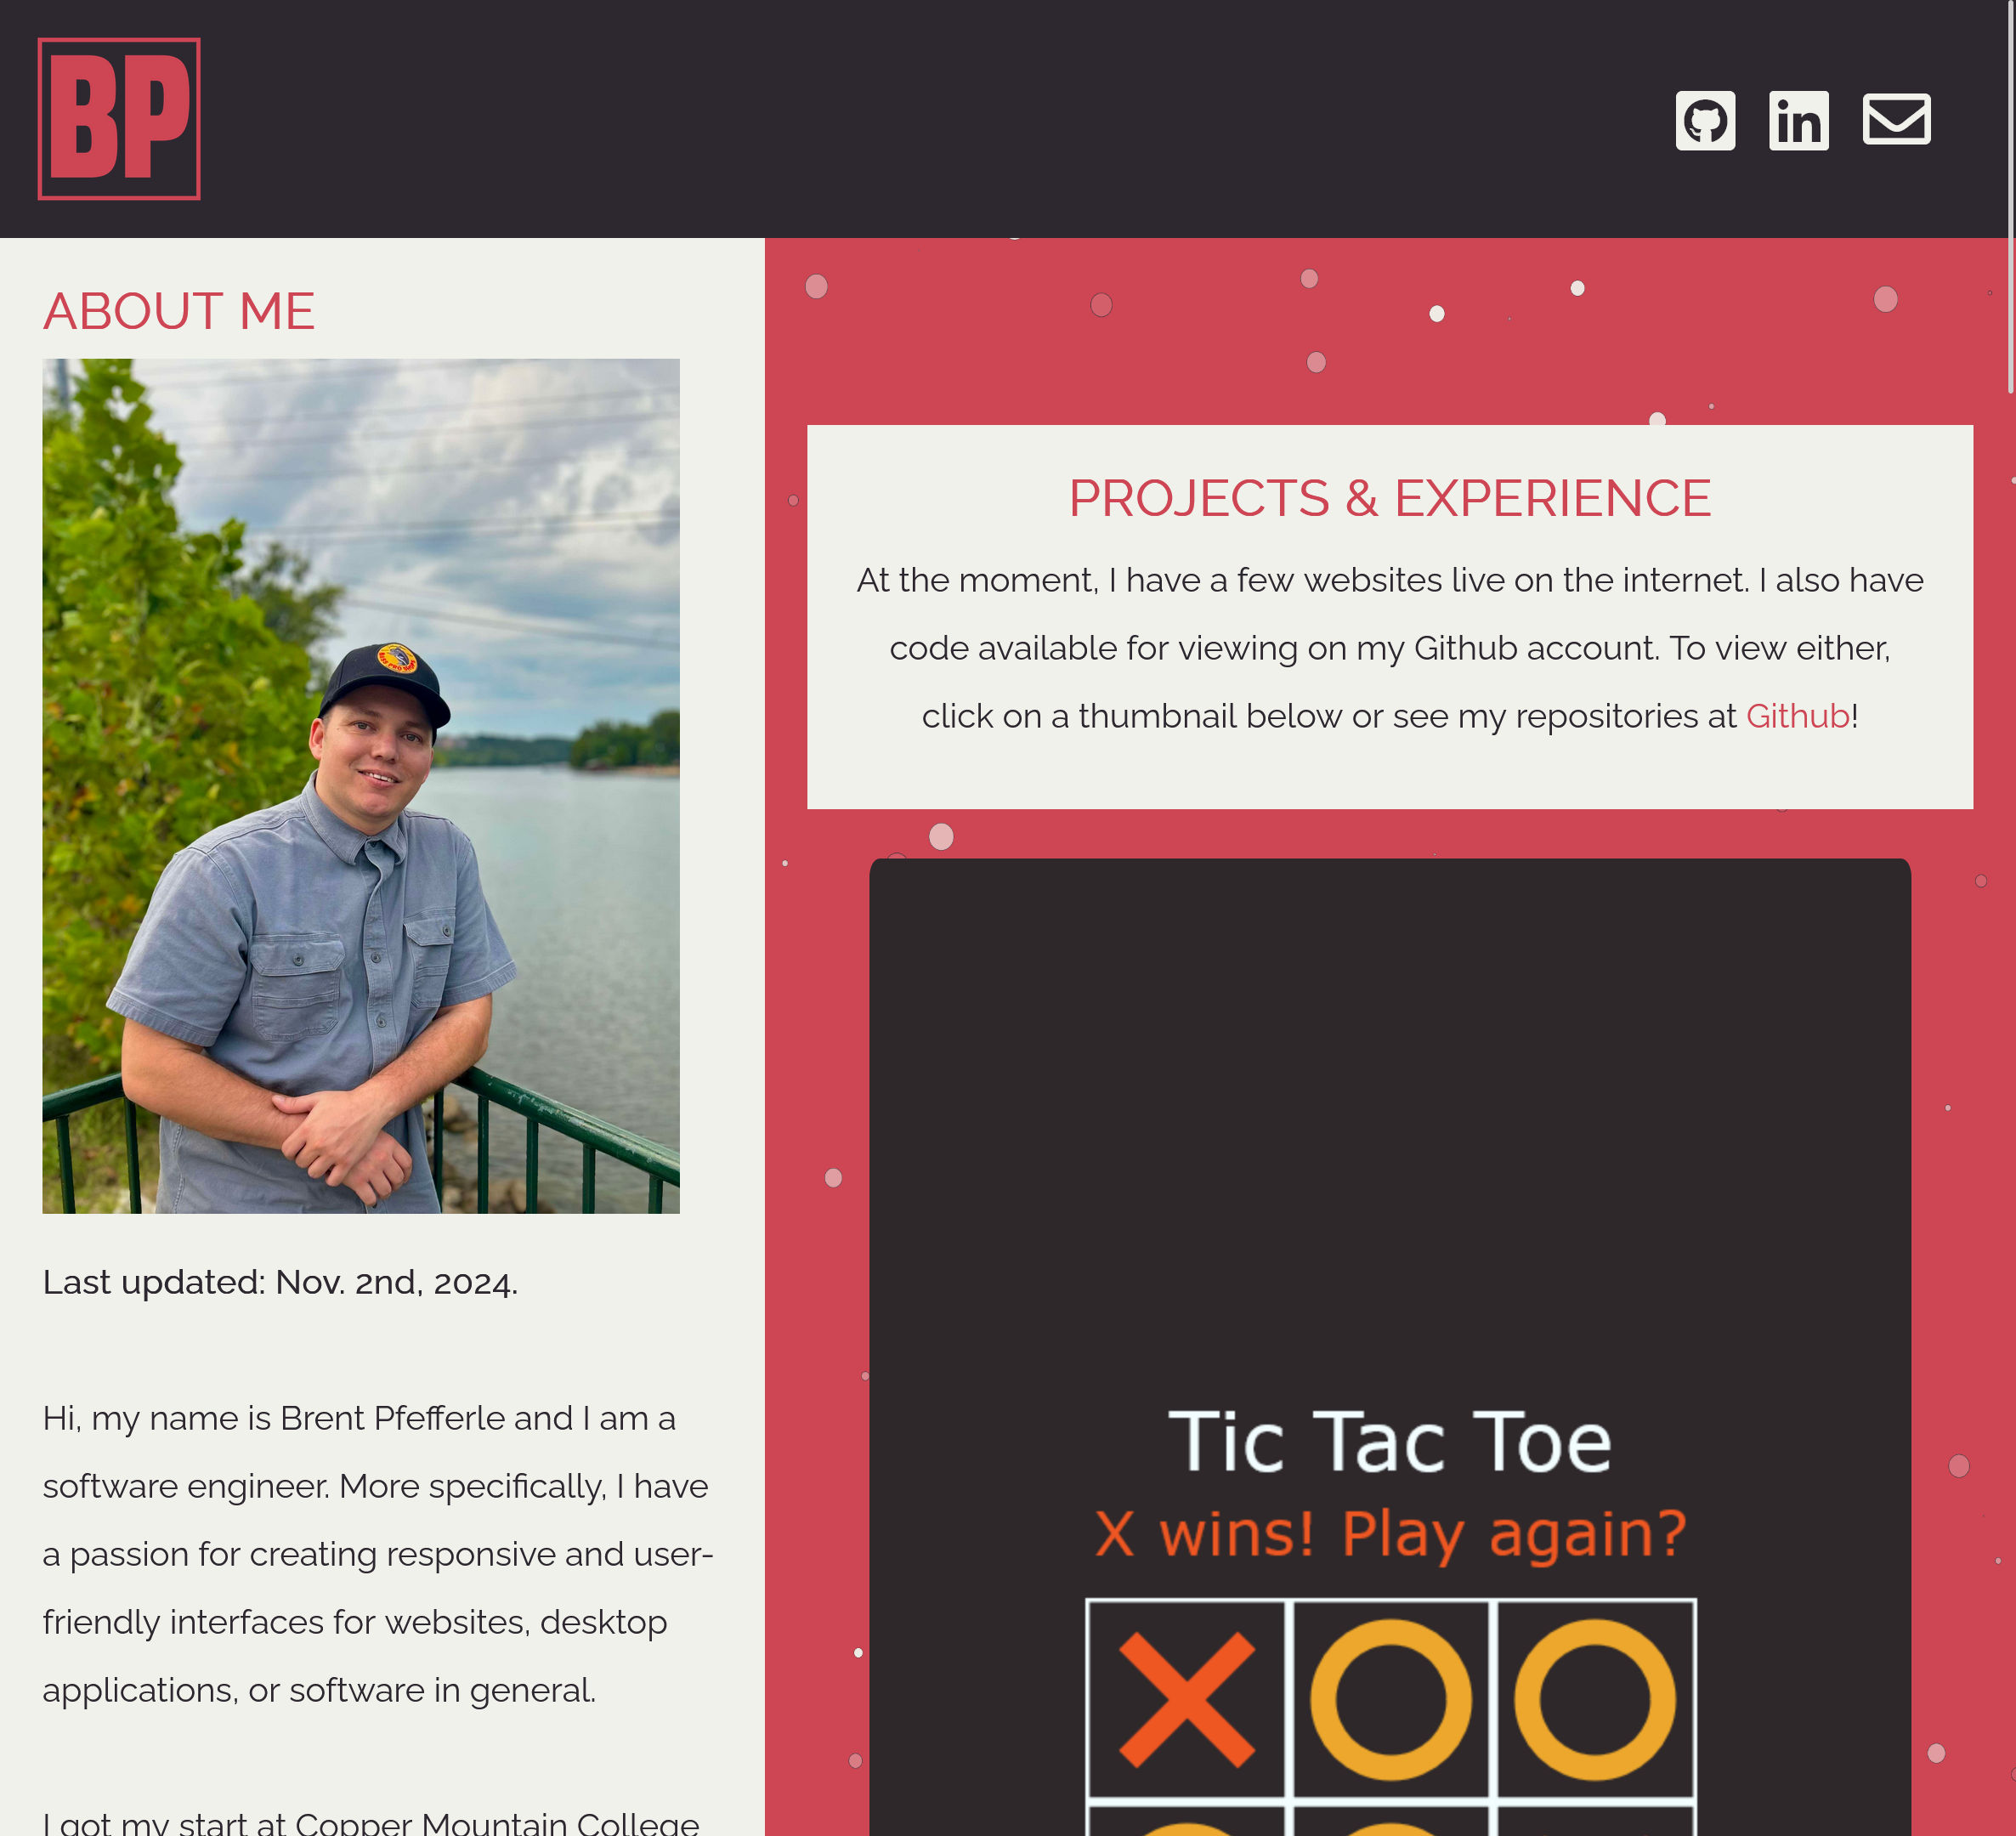 BP
in
ABOUT ME
Last updated: Nov. 2nd, 2024.
Hi, my name is Brent Pfefferle and I am a
software engineer. More specifically, I have
a passion for creating responsive and user-
friendly interfaces for websites, desktop
applications, or software in general.
I got my start at Copper Mountain College
PROJECTS & EXPERIENCE
At the moment, I have a few websites live on the internet. I also have
code available for viewing on my Github account. To view either,
click on a thumbnail below or see my repositories at Github!
Tic Tac Toe
X wins! Play again?